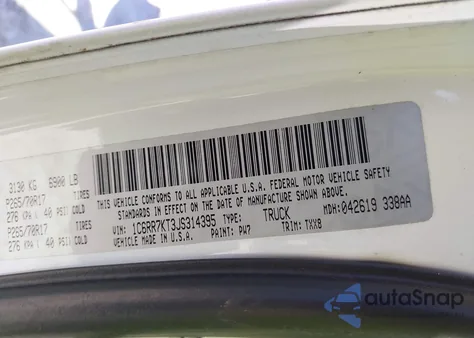 3130 KG 6900 LB
P265/70R17 TIRES
276 KPA / 40 PSI COLD
P265/70R17 TIRES
276 KPA / 40 PSI COLD
THIS VEHICLE CONFORMS TO ALL APPLICABLE U.S.A. FEDERAL MOTOR VEHICLE SAFETY
STANDARDS IN EFFECT ON THE DATE OF MANUFACTURE SHOWN ABOVE.
VEHICLE MANUFACTURED IN U.S.A.
VIN: 1C6RR7KT3JS314395 TYPE: TRUCK MDH: 042619 338AA
PAINT: PW7 TRIM: TXX8
autoSnap